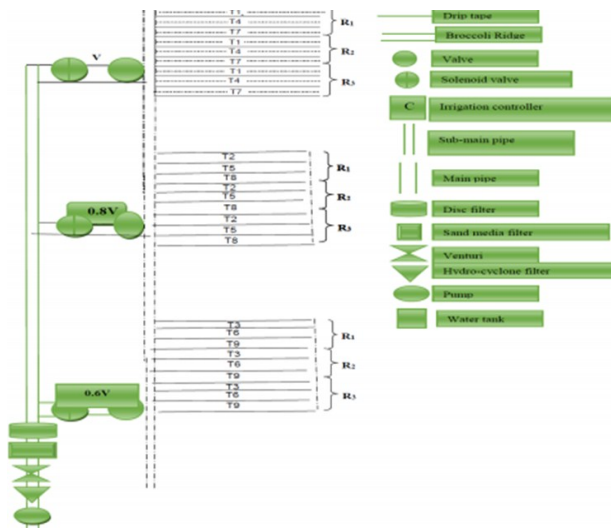 V
T1
T4
T7
T1
T4
T7
T1
T4
T7
R1
R2
R3
0.8V
T2
T5
T8
T2
T5
T8
T2
T5
T8
R1
R2
R3
0.6V
T3
T6
T9
T3
T6
T9
T3
T6
T9
R1
R2
R3
Drip tape
Broccoli Ridge
Valve
Solenoid valve
C Irrigation controller
Sub-main pipe
Main pipe
Disc filter
Sand media filter
Venturi
Hydro-cyclone filter
Pump
Water tank